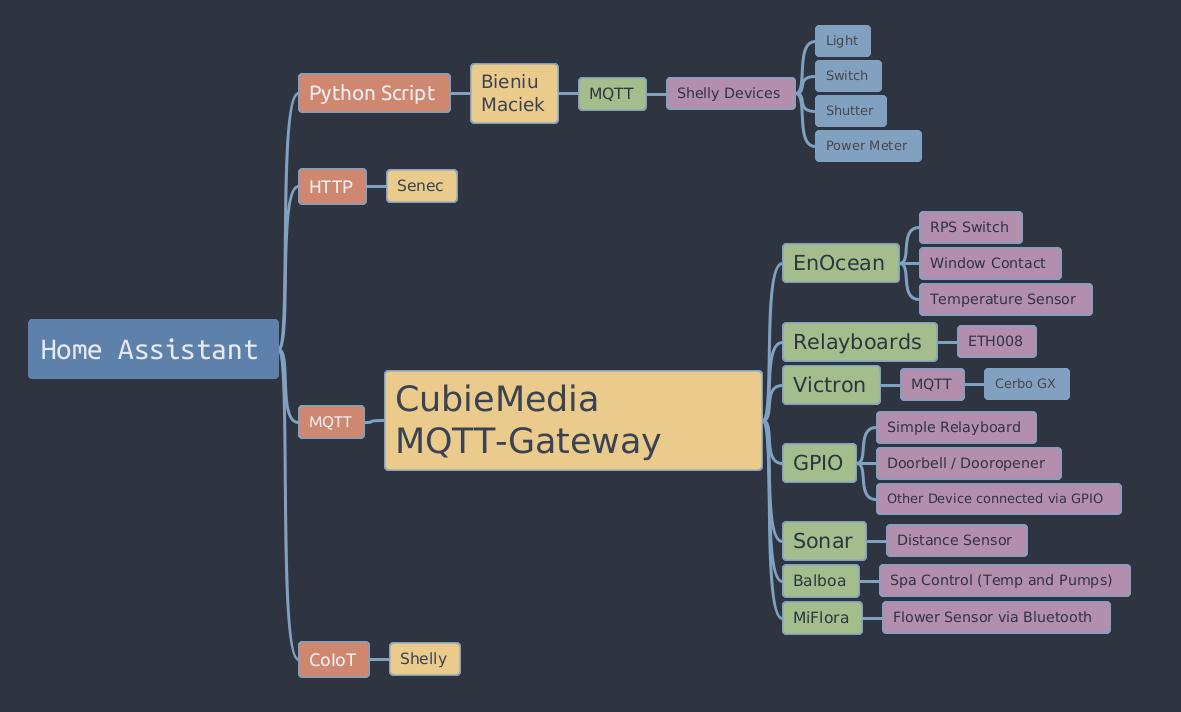 Home Assistant
Python Script
Bieniu
Maciek
MQTT
Shelly Devices
Light
Switch
Shutter
Power Meter
HTTP
Senec
MQTT
CubieMedia
MQTT-Gateway
EnOcean
RPS Switch
Window Contact
Temperature Sensor
Relayboards
ETH008
Victron
MQTT
Cerbo GX
GPIO
Simple Relayboard
Doorbell / Dooropener
Other Device connected via GPIO
Sonar
Distance Sensor
Balboa
Spa Control (Temp and Pumps)
MiFlora
Flower Sensor via Bluetooth
CoIoT
Shelly